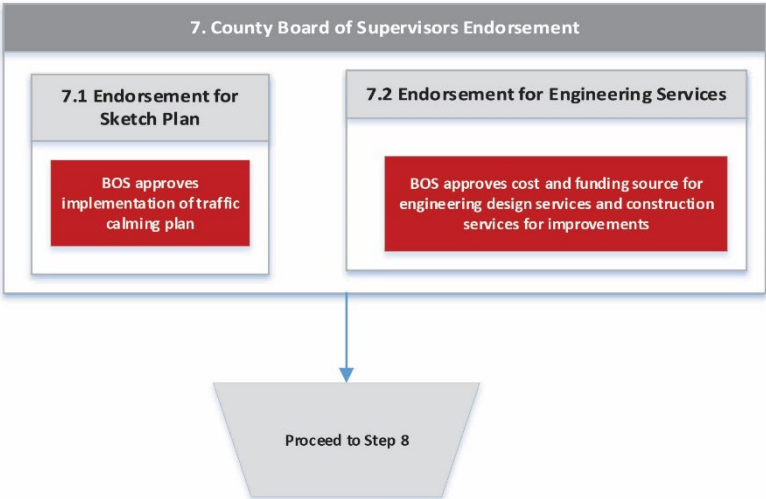 7. County Board of Supervisors Endorsement
7.1 Endorsement for
Sketch Plan
BOS approves
implementation of traffic
calming plan
7.2 Endorsement for Engineering Services
BOS approves cost and funding source for
engineering design services and construction
services for improvements
Proceed to Step 8